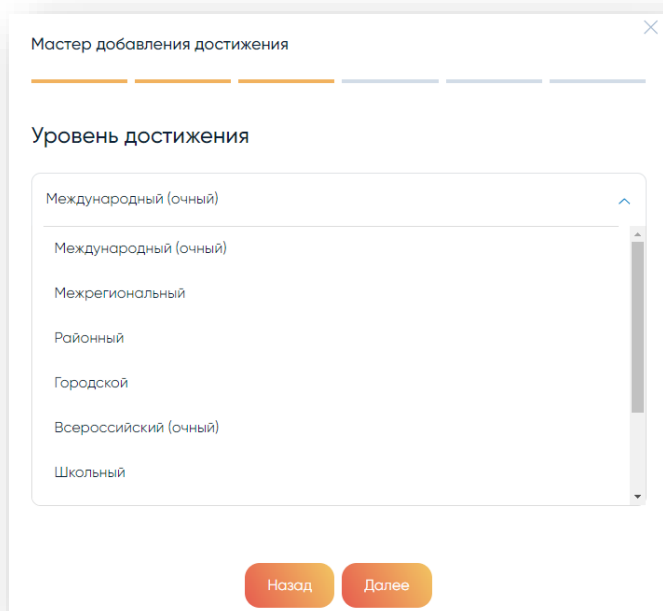 Мастер добавления достижения
Уровень достижения
Международный (очный)
Международный (очный)
Межрегиональный
Районный
Городской
Всероссийский (очный)
Школьный
Назад
Далее